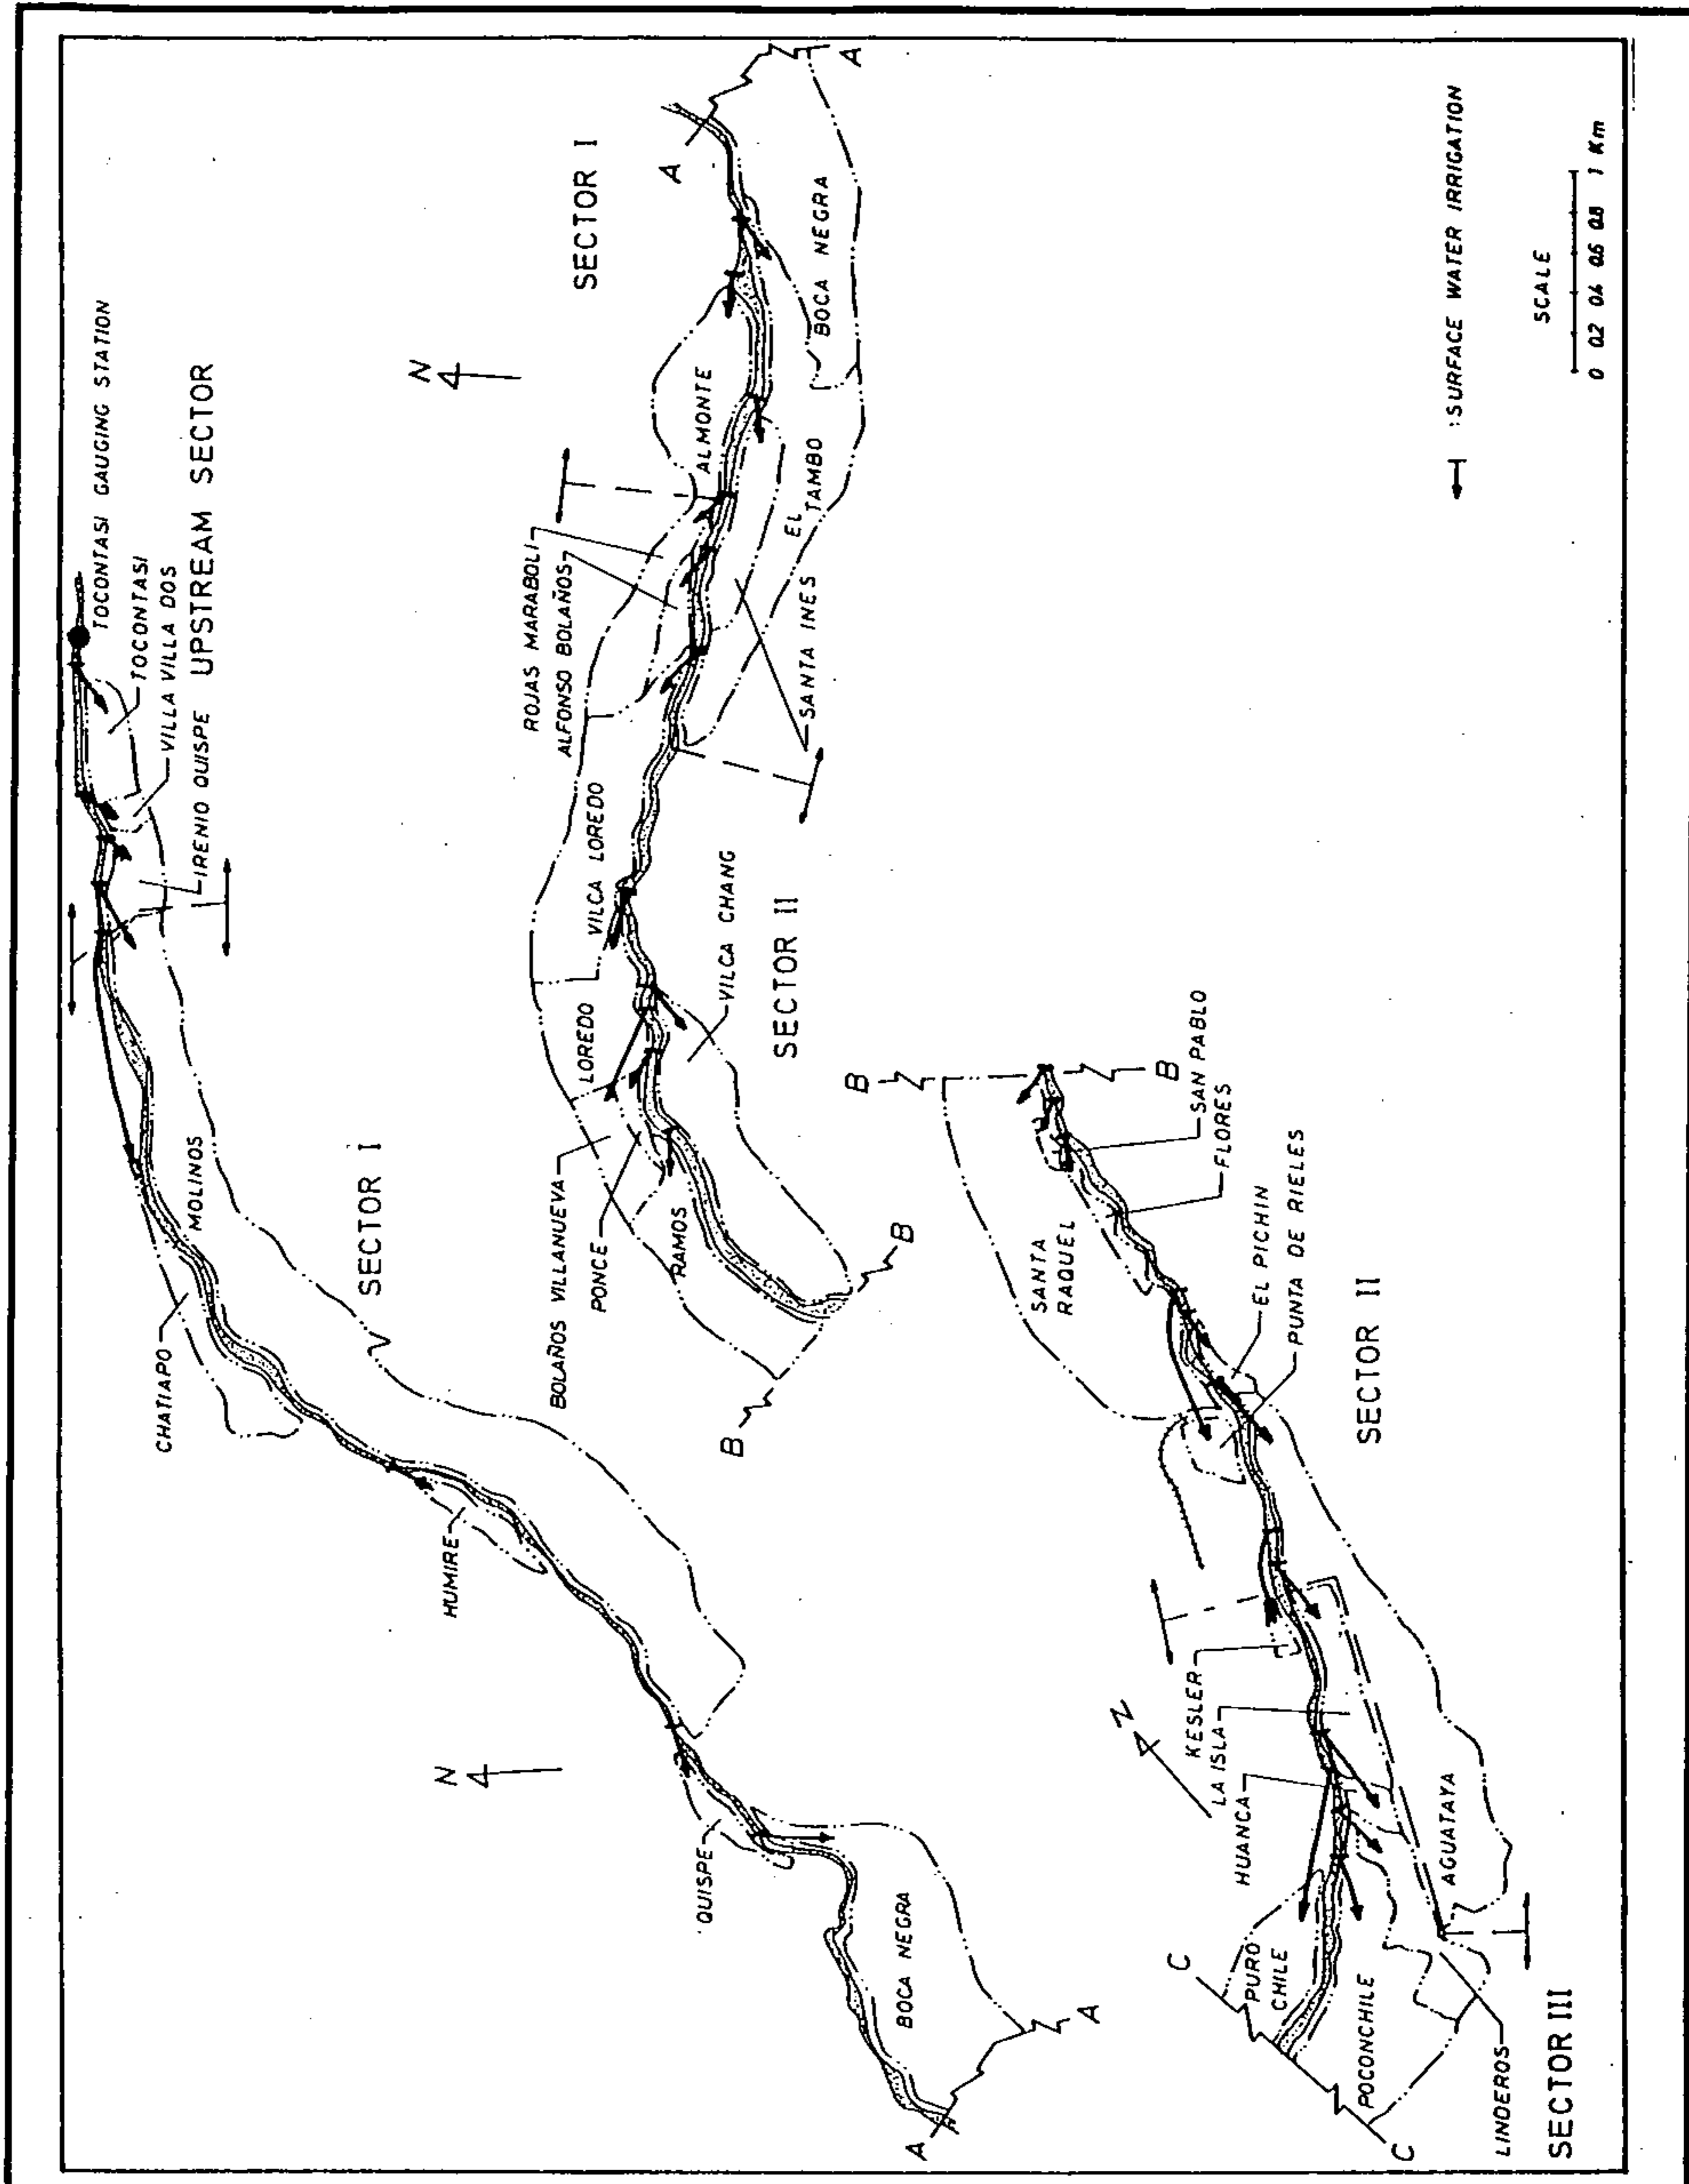 TOCONTASI GAUGING STATION
TOCONTASI
VILLA VILLA DOS
IRENIO QUISPE
UPSTREAM SECTOR
MOLINOS
CHATIAPO
SECTOR I
HUMIRE
N
QUISPE
BOCA NEGRA
A
A
SECTOR I
A
A
BOCA NEGRA
N
ALMONTE
EL
TAMBO
ROJAS MARABOLI
ALFONSO BOLAÑOS
SANTA INES
VILCA LOREDO
VILCA CHANG
LOREDO
SECTOR II
BOLAÑOS VILLANUEVA
PONCE
RAMOS
B
B
B
B
SAN PABLO
FLORES
SANTA
RAQUEL
EL PICHIN
PUNTA DE RIELES
SECTOR II
N
KESLER
LA ISLA
HUANCA
AGUATAYA
C
PURO
CHILE
POCONCHILE
C
LINDEROS
SECTOR III
: SURFACE WATER IRRIGATION
SCALE
0 0.2 0.4 0.6 0.8 1 Km